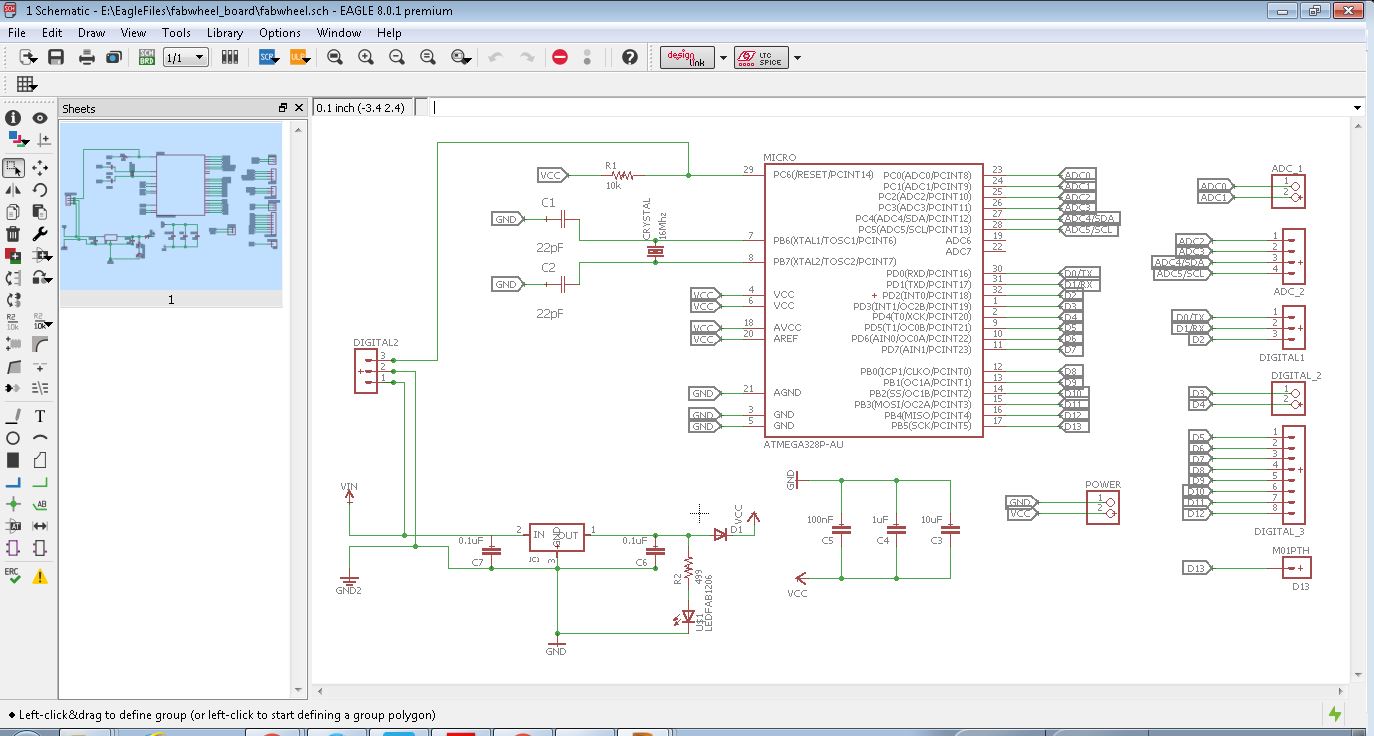 1 Schematic - E:\EagleFiles\fabwheel_board\fabwheel.sch - EAGLE 8.0.1 premium
File Edit Draw View Tools Library Options Window Help
SCH BRD 1/1 SCR ULP design link LTC SPICE
Sheets
0.1 inch (-3.4 2.4)
1
R2 10k R2 10k
ERC
MICRO
VCC
R1
10k
29 PC6(/RESET/PCINT14)
GND
C1
22pF
CRYSTAL
16Mhz
7 PB6(XTAL1/TOSC1/PCINT6)
8 PB7(XTAL2/TOSC2/PCINT7)
GND
C2
22pF
VCC 4 VCC
VCC 6 VCC
VCC 18 AVCC
VCC 20 AREF
GND 21 AGND
GND 3 GND
GND 5 GND
ATMEGA328P-AU
PC0(ADC0/PCINT8) 23 ADC0
PC1(ADC1/PCINT9) 24 ADC1
PC2(ADC2/PCINT10) 25 ADC2
PC3(ADC3/PCINT11) 26 ADC3
PC4(ADC4/SDA/PCINT12) 27 ADC4/SDA
PC5(ADC5/SCL/PCINT13) 28 ADC5/SCL
ADC6 19
ADC7 22
PD0(RXD/PCINT16) 30 D0/TX
PD1(TXD/PCINT17) 31 D1/RX
PD2(INT0/PCINT18) 32 D2
PD3(INT1/OC2B/PCINT19) 1 D3
PD4(T0/XCK/PCINT20) 2 D4
PD5(T1/OC0B/PCINT21) 9 D5
PD6(AIN0/OC0A/PCINT22) 10 D6
PD7(AIN1/PCINT23) 11 D7
PB0(ICP1/CLKO/PCINT0) 12 D8
PB1(OC1A/PCINT1) 13 D9
PB2(SS/OC1B/PCINT2) 14 D10
PB3(MOSI/OC2A/PCINT3) 15 D11
PB4(MISO/PCINT4) 16 D12
PB5(SCK/PCINT5) 17 D13
ADC_1
ADC0 1
ADC1 2
ADC2 1
ADC3 2
ADC4/SDA 3
ADC5/SCL 4
ADC_2
D0/TX 1
D1/RX 2
D2 3
DIGITAL1
DIGITAL_2
D3 1
D4 2
D5 1
D6 2
D7 3
D8 4
D9 5
D10 6
D11 7
D12 8
DIGITAL_3
M01PTH
D13
D13
DIGITAL2
3
2
1
VIN
GND2
0.1uF
C7
2 IN OUT 1
GND
IC1
3
0.1uF
C6
D1
VCC
R2
499
U$1
LEDFAB1206
GND
GND
100nF
C5
1uF
C4
10uF
C3
VCC
POWER
GND 1
VCC 2
Left-click&drag to define group (or left-click to start defining a group polygon)